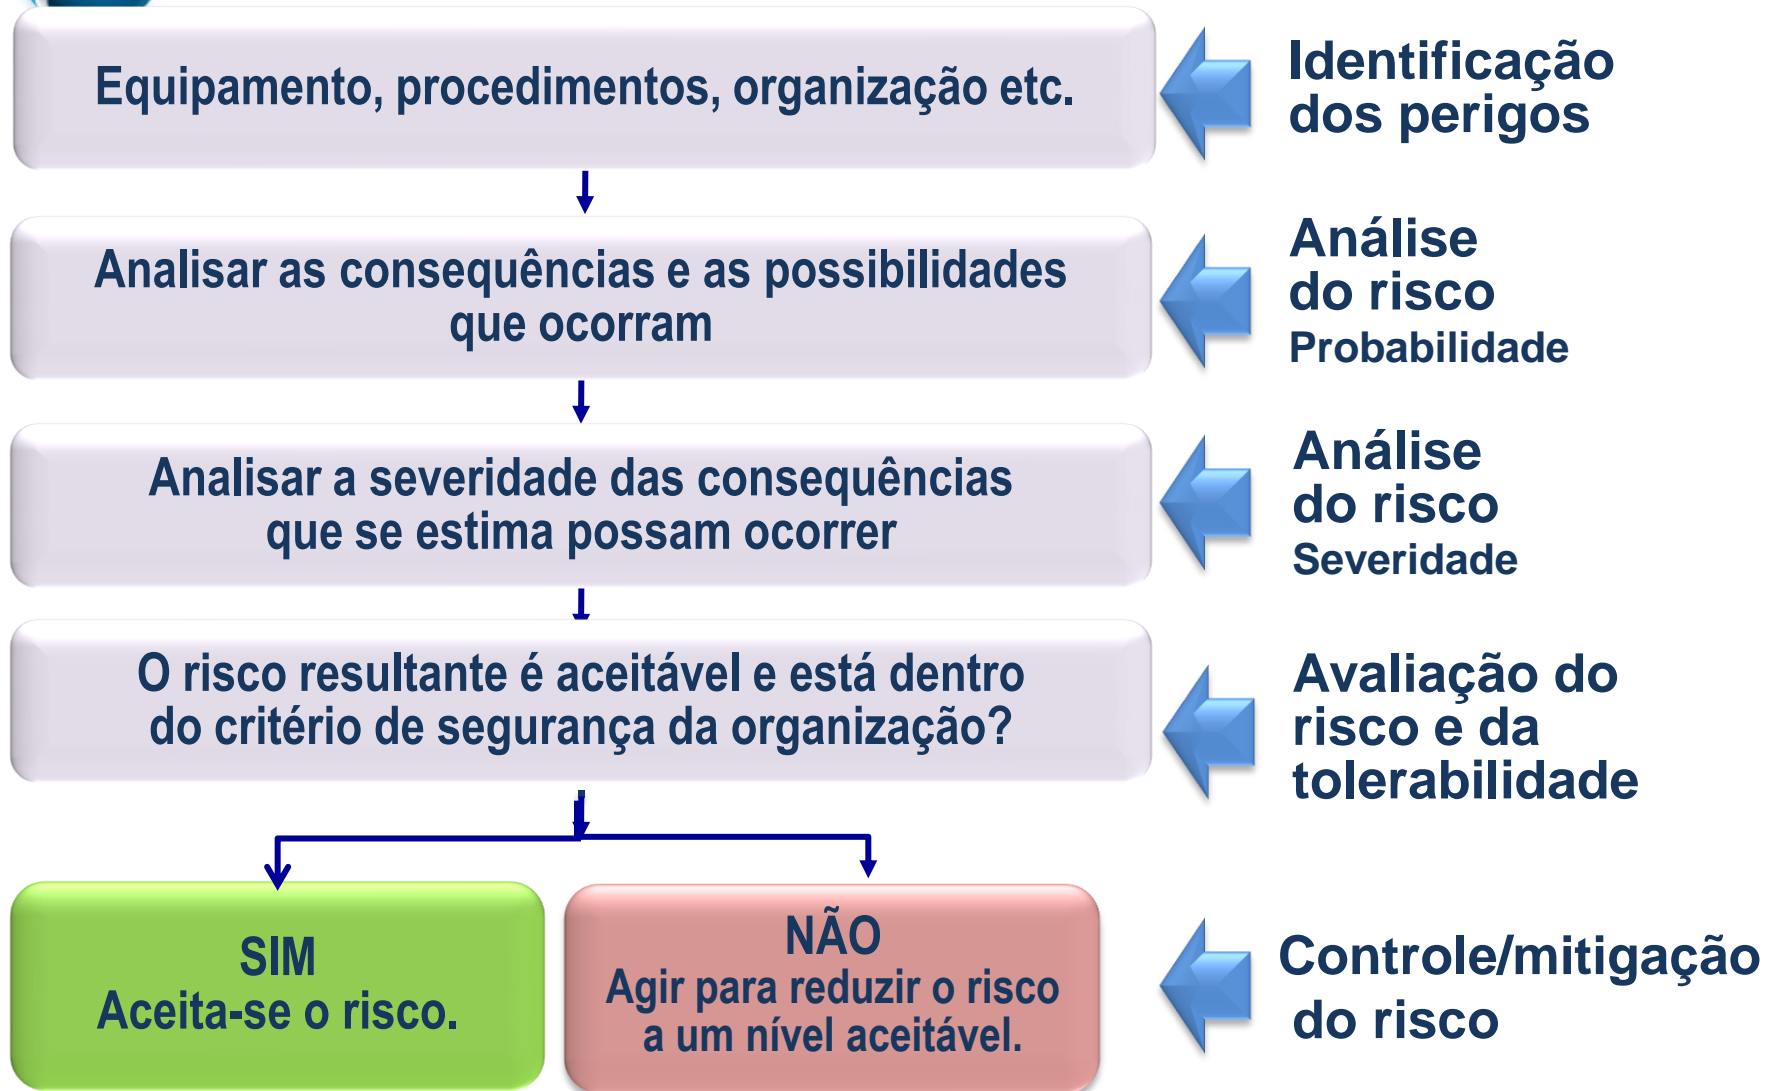 Equipamento, procedimentos, organização etc.
Identificação
dos perigos
Analisar as consequências e as possibilidades
que ocorram
Análise
do risco
Probabilidade
Analisar a severidade das consequências
que se estima possam ocorrer
Análise
do risco
Severidade
O risco resultante é aceitável e está dentro
do critério de segurança da organização?
Avaliação do
risco e da
tolerabilidade
SIM
Aceita-se o risco.
NÃO
Agir para reduzir o risco
a um nível aceitável.
Controle/mitigação
do risco